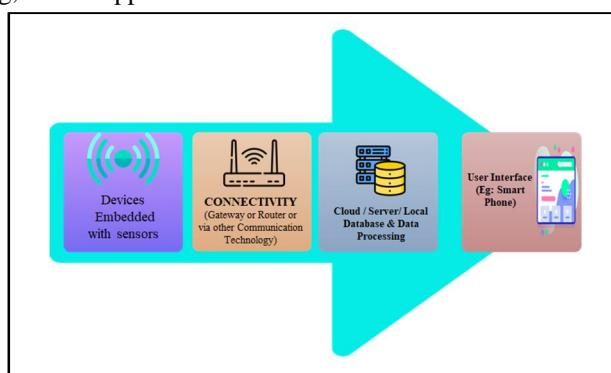 Devices
Embedded
with sensors
CONNECTIVITY
(Gateway or Router or
via other Communication
Technology)
Cloud / Server/ Local
Database & Data
Processing
User Interface
(Eg: Smart
Phone)